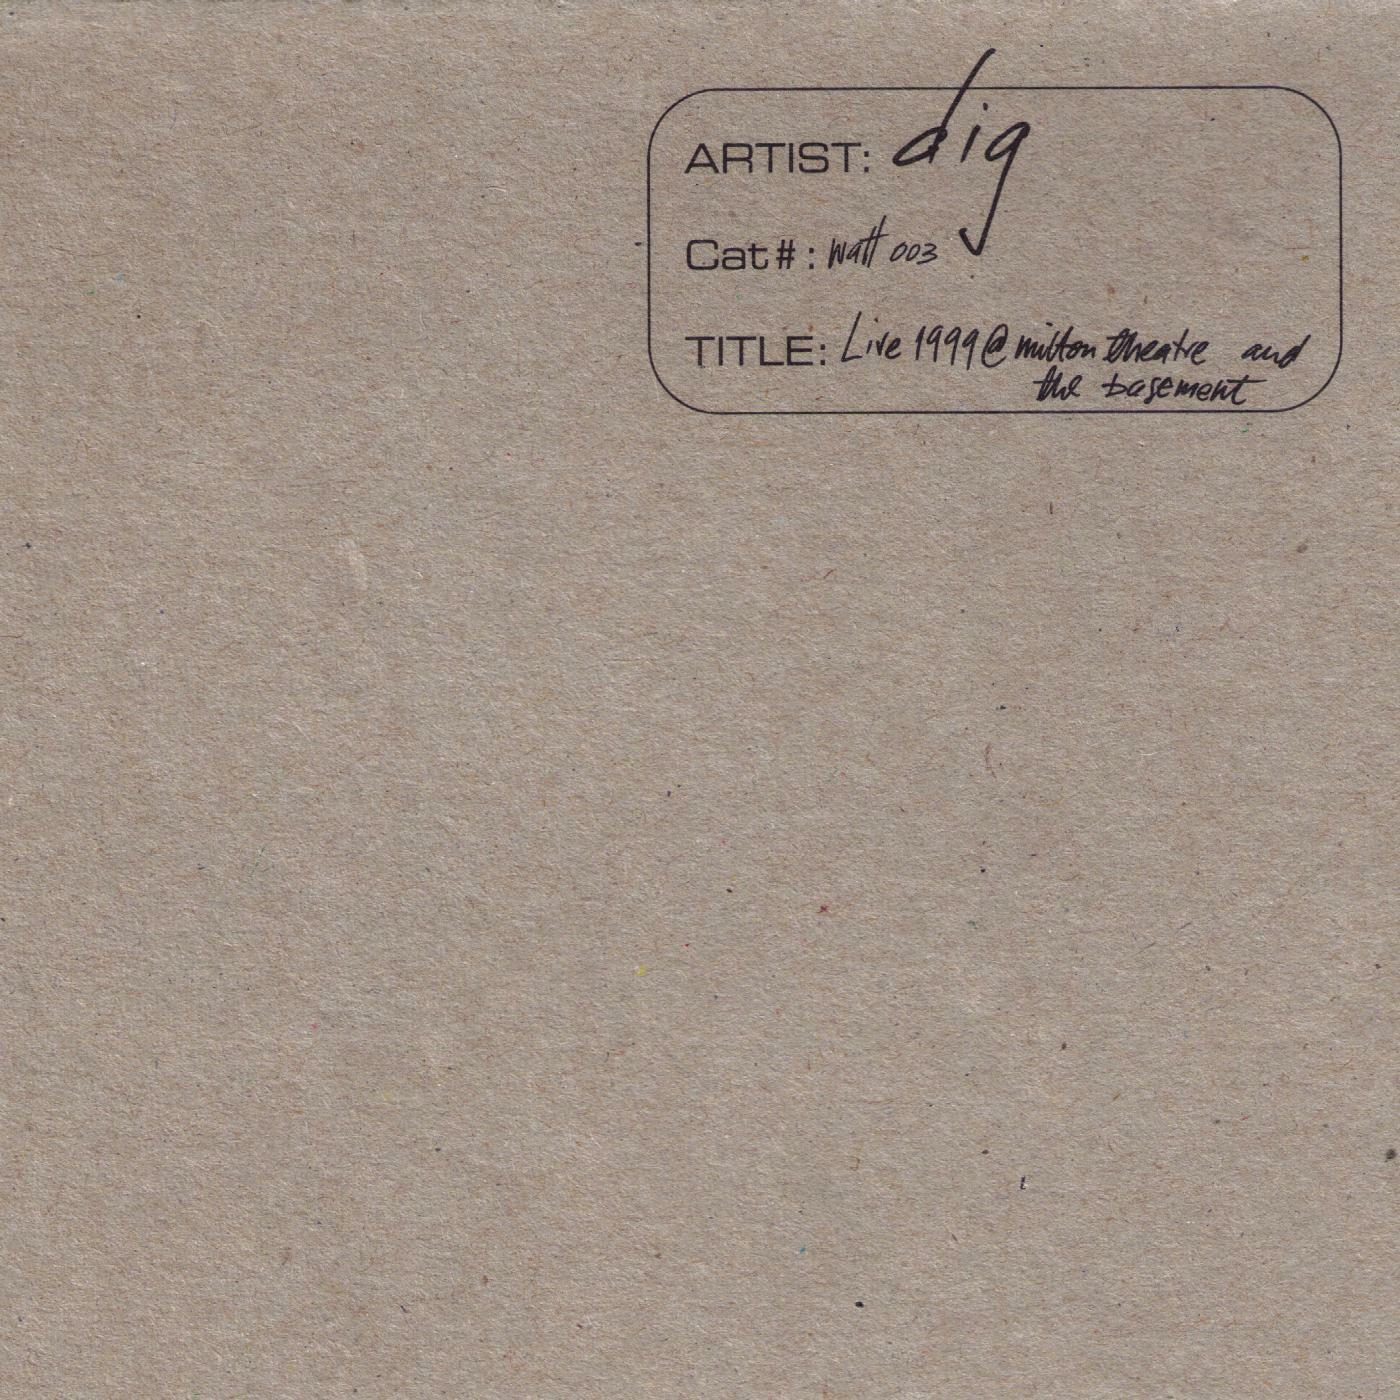 ARTIST: dig
Cat# : watt 003
TITLE: Live 1999 @ milton theatre and
the basement